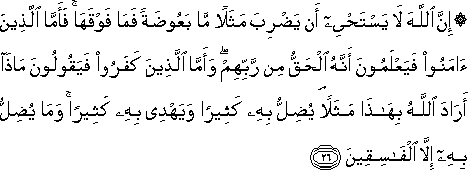 ۞ إِنَّ ٱللَّهَ لَا يَسْتَحْىِۦٓ أَن يَضْرِبَ مَثَلًا مَّا بَعُوضَةً فَمَا فَوْقَهَا ۚ فَأَمَّا ٱلَّذِينَ
ءَامَنُوا۟ فَيَعْلَمُونَ أَنَّهُ ٱلْحَقُّ مِن رَّبِّهِمْ ۖ وَأَمَّا ٱلَّذِينَ كَفَرُوا۟ فَيَقُولُونَ مَاذَآ
أَرَادَ ٱللَّهُ بِهَـٰذَا مَثَلًا ۘ يُضِلُّ بِهِۦ كَثِيرًا وَيَهْدِى بِهِۦ كَثِيرًا ۚ وَمَا يُضِلُّ
بِهِۦٓ إِلَّا ٱلْفَـٰسِقِينَ ٢٦